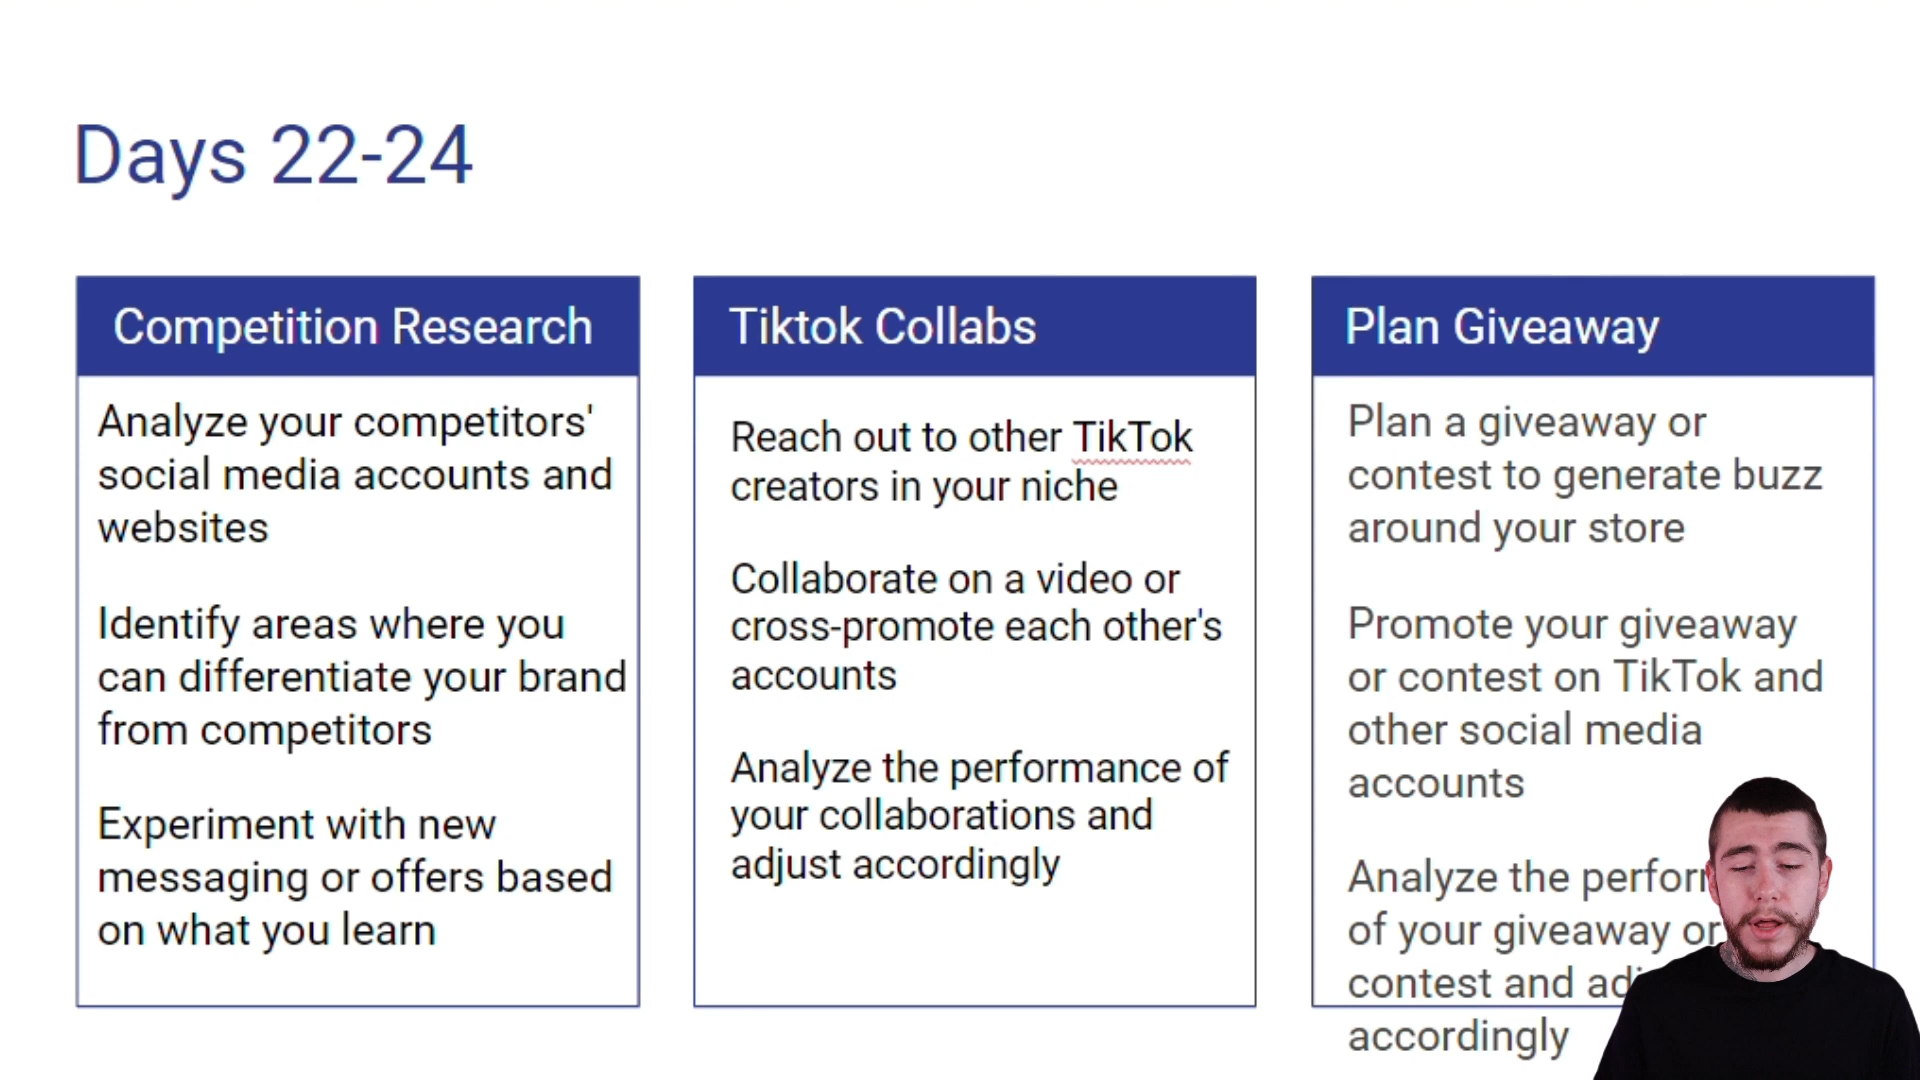 Days 22-24
Competition Research
Analyze your competitors'
social media accounts and
websites
Identify areas where you
can differentiate your brand
from competitors
Experiment with new
messaging or offers based
on what you learn
Tiktok Collabs
Reach out to other TikTok
creators in your niche
Collaborate on a video or
cross-promote each other's
accounts
Analyze the performance of
your collaborations and
adjust accordingly
Plan Giveaway
Plan a giveaway or
contest to generate buzz
around your store
Promote your giveaway
or contest on TikTok and
other social media
accounts
Analyze the
of your giveaway or
contest and
accordingly